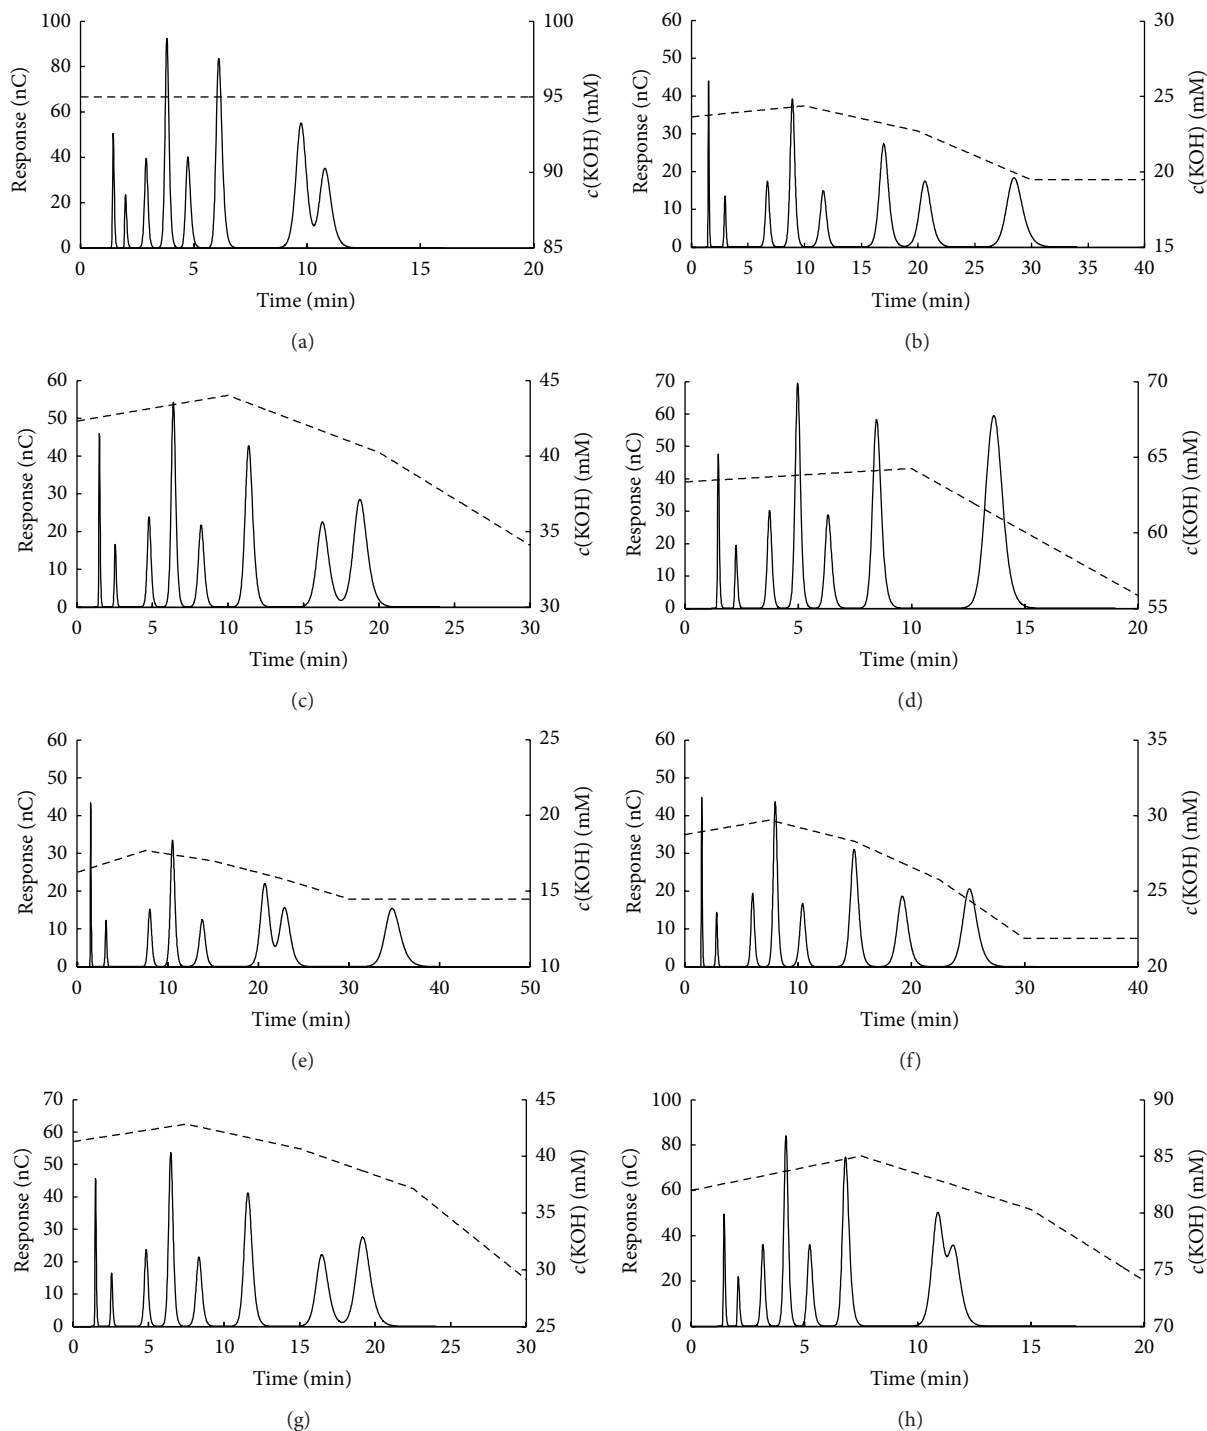 100 100
80
95
60
90
40
20
0 85
0 5 10 15 20
Response (nC)
c(KOH) (mM)
Time (min)
(a)
60 30
50
25
40
30
20
20
10
0 15
0 5 10 15 20 25 30 35 40
Response (nC)
c(KOH) (mM)
Time (min)
(b)
60 45
50
40
40
30
35
20
10
0 30
0 5 10 15 20 25 30
Response (nC)
c(KOH) (mM)
Time (min)
(c)
70 70
60
50
65
40
30
60
20
10
0 55
0 5 10 15 20
Response (nC)
c(KOH) (mM)
Time (min)
(d)
60 25
50
20
40
30
15
20
10
0 10
0 10 20 30 40 50
Response (nC)
c(KOH) (mM)
Time (min)
(e)
60 35
50
30
40
30
25
20
10
0 20
0 10 20 30 40
Response (nC)
c(KOH) (mM)
Time (min)
(f)
70 45
60
40
50
40
35
30
30
20
10
0 25
0 5 10 15 20 25 30
Response (nC)
c(KOH) (mM)
Time (min)
(g)
100 90
80
85
60
80
40
75
20
0 70
0 5 10 15 20
Response (nC)
c(KOH) (mM)
Time (min)
(h)